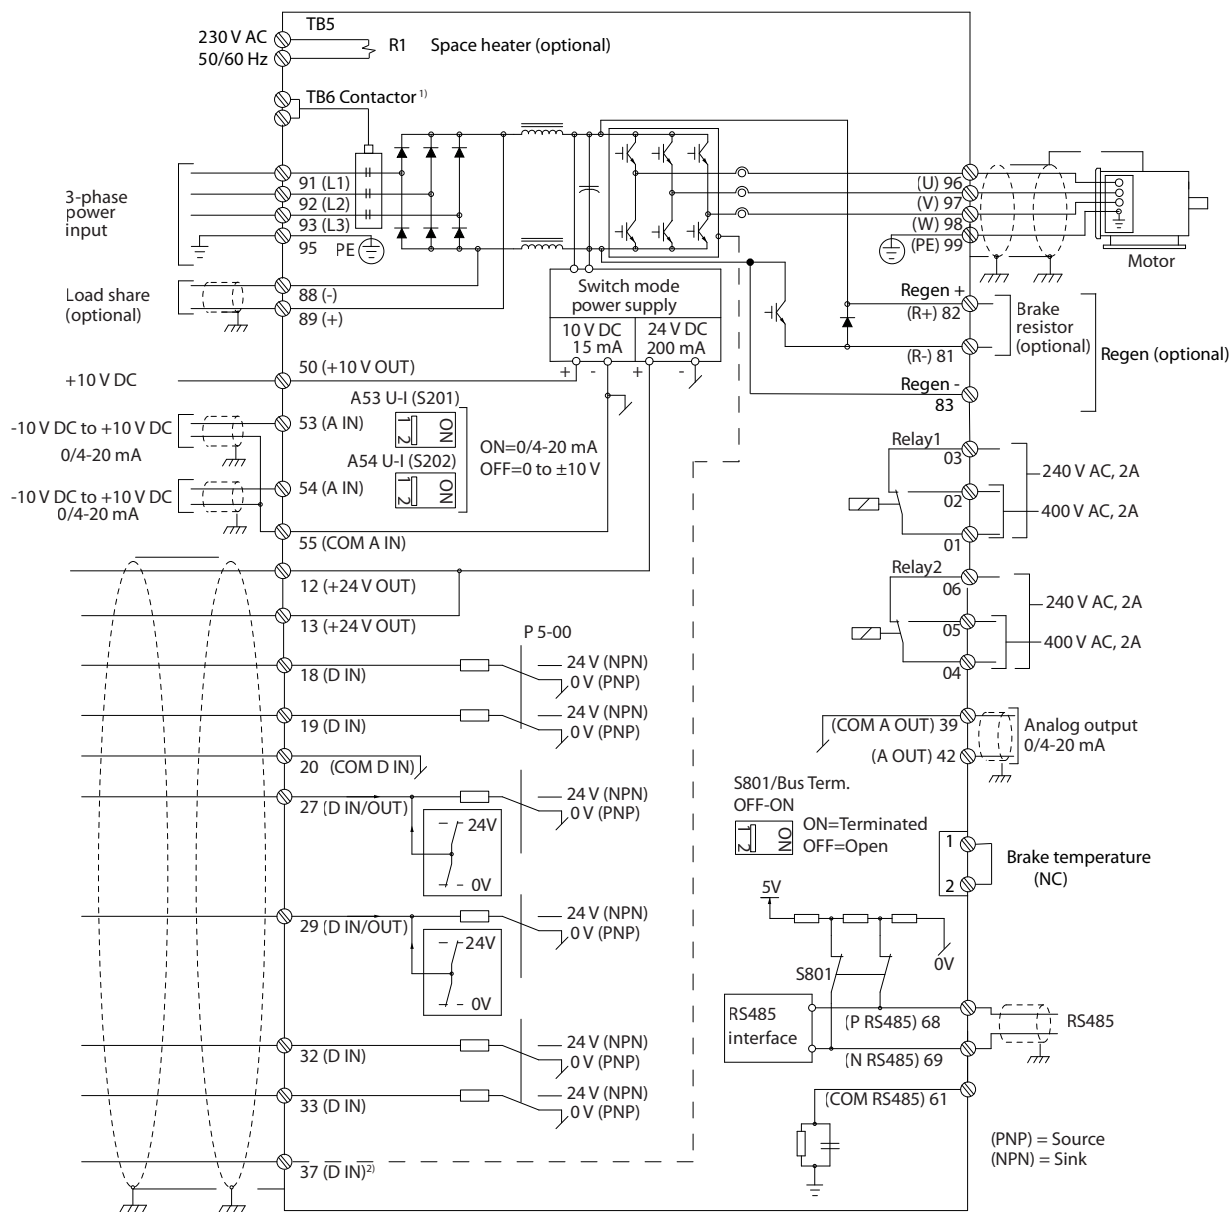 TB5
230 V AC
50/60 Hz
R1
Space heater (optional)
TB6 Contactor 1)
3-phase
power
input
91 (L1)
92 (L2)
93 (L3)
95
PE
(U) 96
(V) 97
(W) 98
(PE) 99
Motor
Load share
(optional)
88 (-)
89 (+)
Switch mode
power supply
10 V DC
15 mA
24 V DC
200 mA
+
-
+
-
Regen +
(R+) 82
Brake
resistor
(optional)
(R-) 81
Regen (optional)
Regen -
83
+10 V DC
50 (+10 V OUT)
A53 U-I (S201)
1 2
ON
-10 V DC to +10 V DC
0/4-20 mA
53 (A IN)
ON=0/4-20 mA
OFF=0 to ±10 V
A54 U-I (S202)
1 2
ON
-10 V DC to +10 V DC
0/4-20 mA
54 (A IN)
55 (COM A IN)
Relay1
03
240 V AC, 2A
02
400 V AC, 2A
01
Relay2
06
240 V AC, 2A
05
400 V AC, 2A
04
12 (+24 V OUT)
13 (+24 V OUT)
P 5-00
18 (D IN)
24 V (NPN)
0 V (PNP)
19 (D IN)
24 V (NPN)
0 V (PNP)
20 (COM D IN)
27 (D IN/OUT)
24 V (NPN)
0 V (PNP)
24V
0V
29 (D IN/OUT)
24 V (NPN)
0 V (PNP)
24V
0V
32 (D IN)
24 V (NPN)
0 V (PNP)
33 (D IN)
24 V (NPN)
0 V (PNP)
37 (D IN) 2)
(COM A OUT) 39
Analog output
0/4-20 mA
(A OUT) 42
S801/Bus Term.
OFF-ON
1 2
ON
ON=Terminated
OFF=Open
1
2
Brake temperature
(NC)
5V
0V
S801
RS485
interface
(P RS485) 68
RS485
(N RS485) 69
(COM RS485) 61
(PNP) = Source
(NPN) = Sink